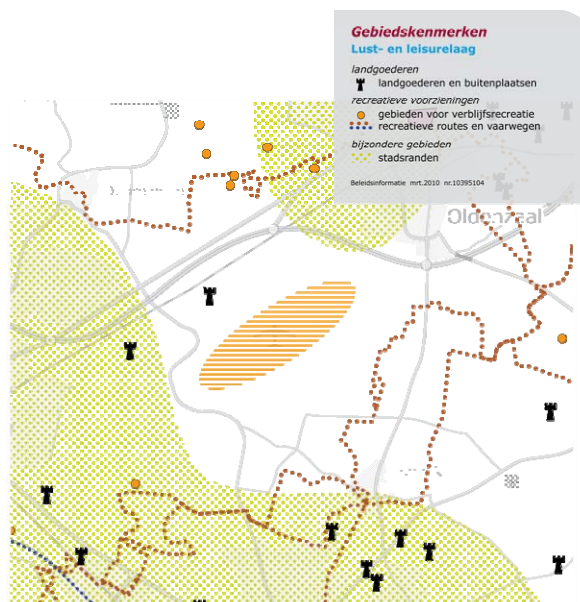 Gebiedskenmerken
Lust- en leisurelaag
landgoederen
landgoederen en buitenplaatsen
recreatieve voorzieningen
gebieden voor verblijfsrecreatie
recreatieve routes en vaarwegen
bijzondere gebieden
stadsranden
Beleidsinformatie mrt.2010 nr.10395104
Oldenzaal